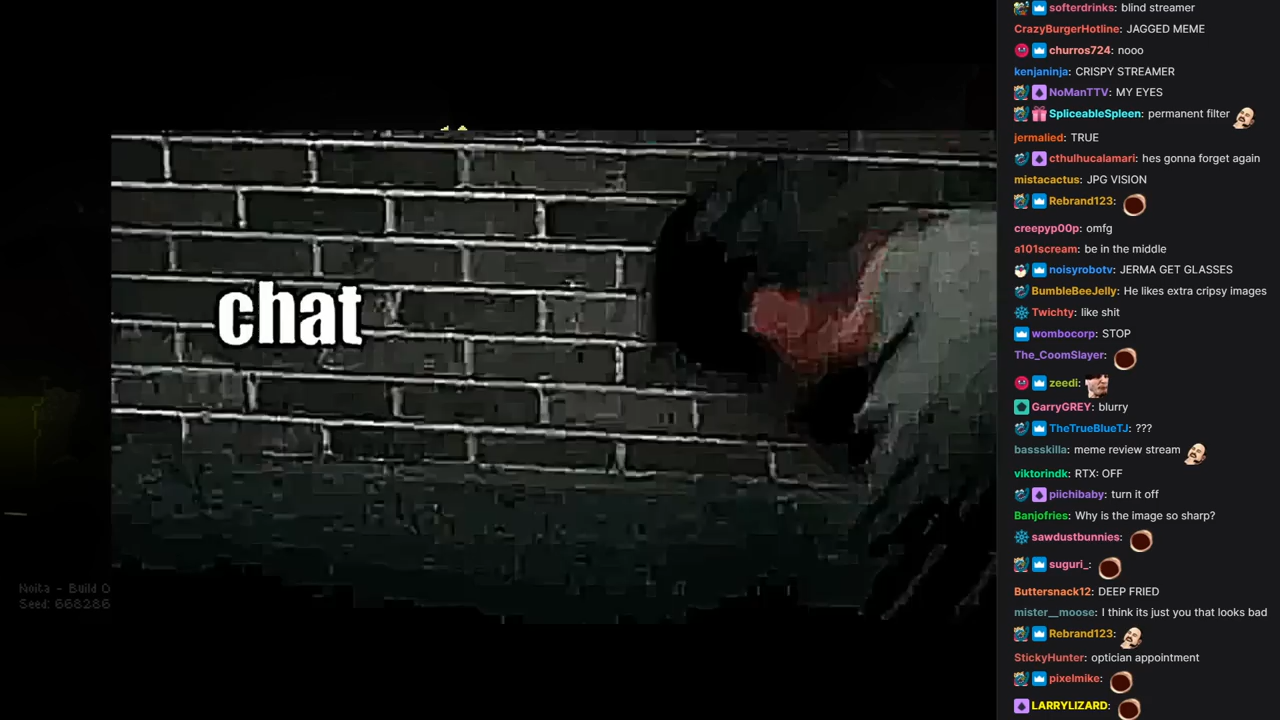 chat
Noita - Build 0
Seed: 668286
softerdrinks: blind streamer
CrazyBurgerHotline: JAGGED MEME
churros724: nooo
kenjaninja: CRISPY STREAMER
NoManTTV: MY EYES
SpliceableSpleen: permanent filter
jermalied: TRUE
cthulhucalamari: hes gonna forget again
mistacactus: JPG VISION
Rebrand123:
creepyp00p: omfg
a101scream: be in the middle
noisyrobotv: JERMA GET GLASSES
BumbleBeeJelly: He likes extra cripsy images
Twichty: like shit
wombocorp: STOP
The_CoomSlayer:
zeedi:
GarryGREY: blurry
TheTrueBlueTJ: ???
bassskilla: meme review stream
viktorindk: RTX: OFF
piichibaby: turn it off
Banjofries: Why is the image so sharp?
sawdustbunnies:
suguri_:
Buttersnack12: DEEP FRIED
mister__moose: I think its just you that looks bad
Rebrand123:
StickyHunter: optician appointment
pixelmike:
LARRYLIZARD: